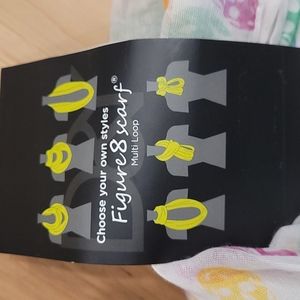 Choose your own styles
Figure8 scarf®
Multi Loop